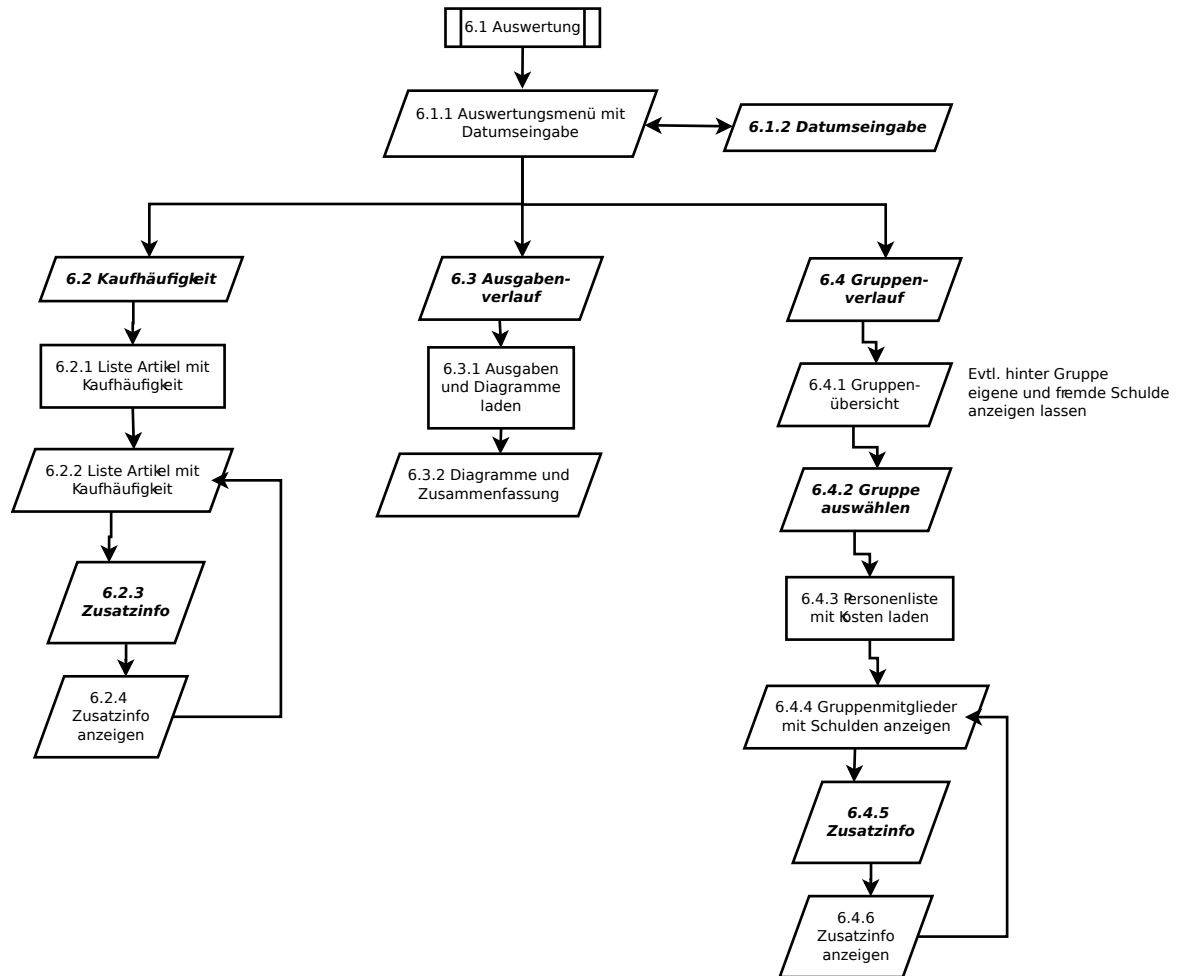 6.1 Auswertung
6.1.1 Auswertungsmenü mit
Datumseingabe
6.1.2 Datumseingabe
6.2 Kaufhäufigkeit
6.2.1 Liste Artikel mit
Kaufhäufigkeit
6.2.2 Liste Artikel mit
Kaufhäufigkeit
6.2.3
Zusatzinfo
6.2.4
Zusatzinfo
anzeigen
6.3 Ausgaben-
verlauf
6.3.1 Ausgaben
und Diagramme
laden
6.3.2 Diagramme und
Zusammenfassung
6.4 Gruppen-
verlauf
6.4.1 Gruppen-
übersicht
Evtl. hinter Gruppe
eigene und fremde Schulde
anzeigen lassen
6.4.2 Gruppe
auswählen
6.4.3 Personenliste
mit Kosten laden
6.4.4 Gruppenmitglieder
mit Schulden anzeigen
6.4.5
Zusatzinfo
6.4.6
Zusatzinfo
anzeigen